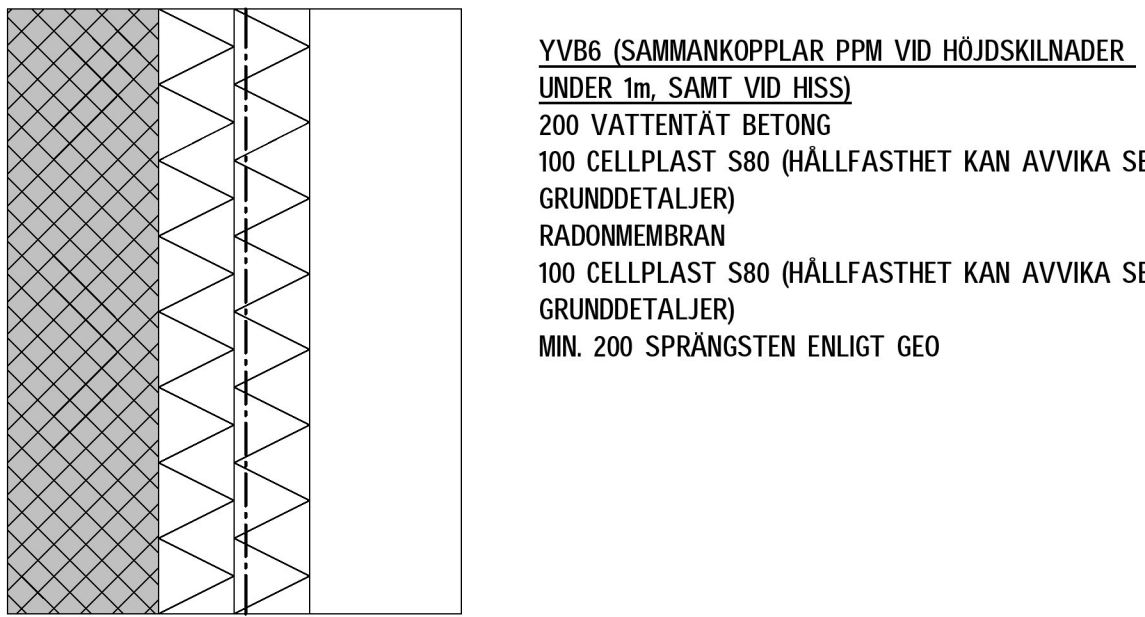 YVB6 (SAMMANKOPPLAR PPM VID HÖJDSKILNADER
UNDER 1m, SAMT VID HISS)
200 VATTENTÄT BETONG
100 CELLPLAST S80 (HÅLLFASTHET KAN AVVIKA SE
GRUNDDETALJER)
RADONMEMBRAN
100 CELLPLAST S80 (HÅLLFASTHET KAN AVVIKA SE
GRUNDDETALJER)
MIN. 200 SPRÄNGSTEN ENLIGT GEO